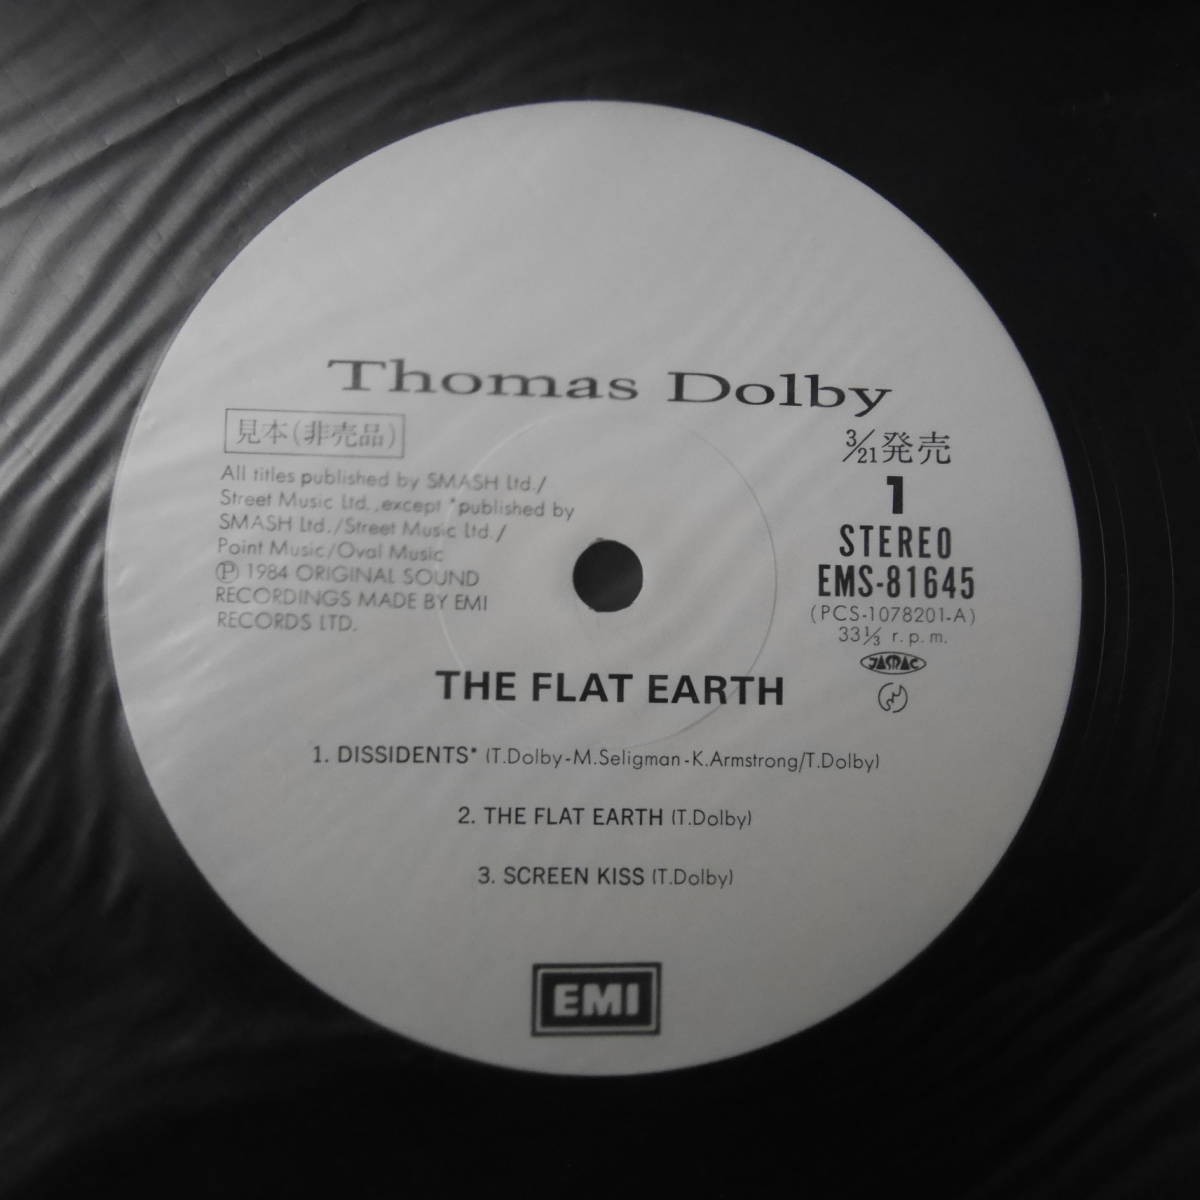 Thomas Dolby
見本(非売品)
All titles published by SMASH Ltd./
Street Music Ltd.,except *published by
SMASH Ltd./Street Music Ltd./
Point Music/Oval Music
Ⓟ 1984 ORIGINAL SOUND
RECORDINGS MADE BY EMI
RECORDS LTD.
3/21発売
1
STEREO
EMS-81645
(PCS-1078201-A)
33⅓ r.p.m.
JASRAC
THE FLAT EARTH
1. DISSIDENTS* (T.Dolby-M.Seligman-K.Armstrong/T.Dolby)
2. THE FLAT EARTH (T.Dolby)
3. SCREEN KISS (T.Dolby)
EMI